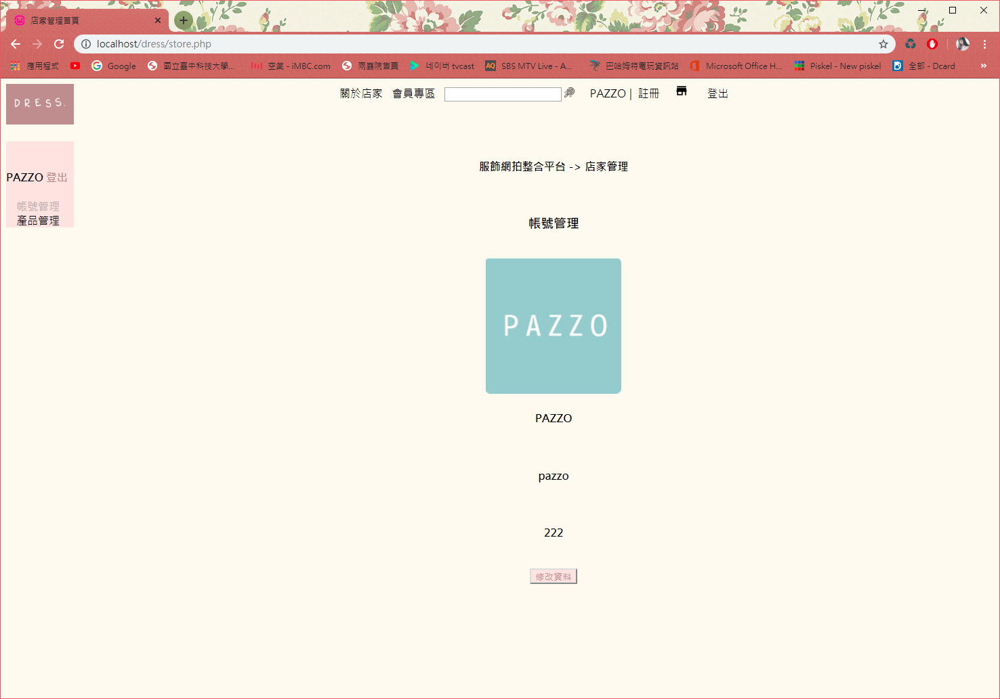 店家管理首頁
localhost/dress/store.php
應用程式 Google 國立臺中科技大學... 空氣 - iMBC.com 兩廳院售票 네이버 tvcast SBS MTV Live - A... 巴哈姆特電玩資訊站 Microsoft Office H... Piskel - New piskel 全部 - Dcard »
DRESS.
關於店家 會員專區 PAZZO | 註冊 登出
服飾網拍整合平台 -> 店家管理
PAZZO 登出
帳號管理
產品管理
帳號管理
PAZZO
PAZZO
pazzo
222
修改資料